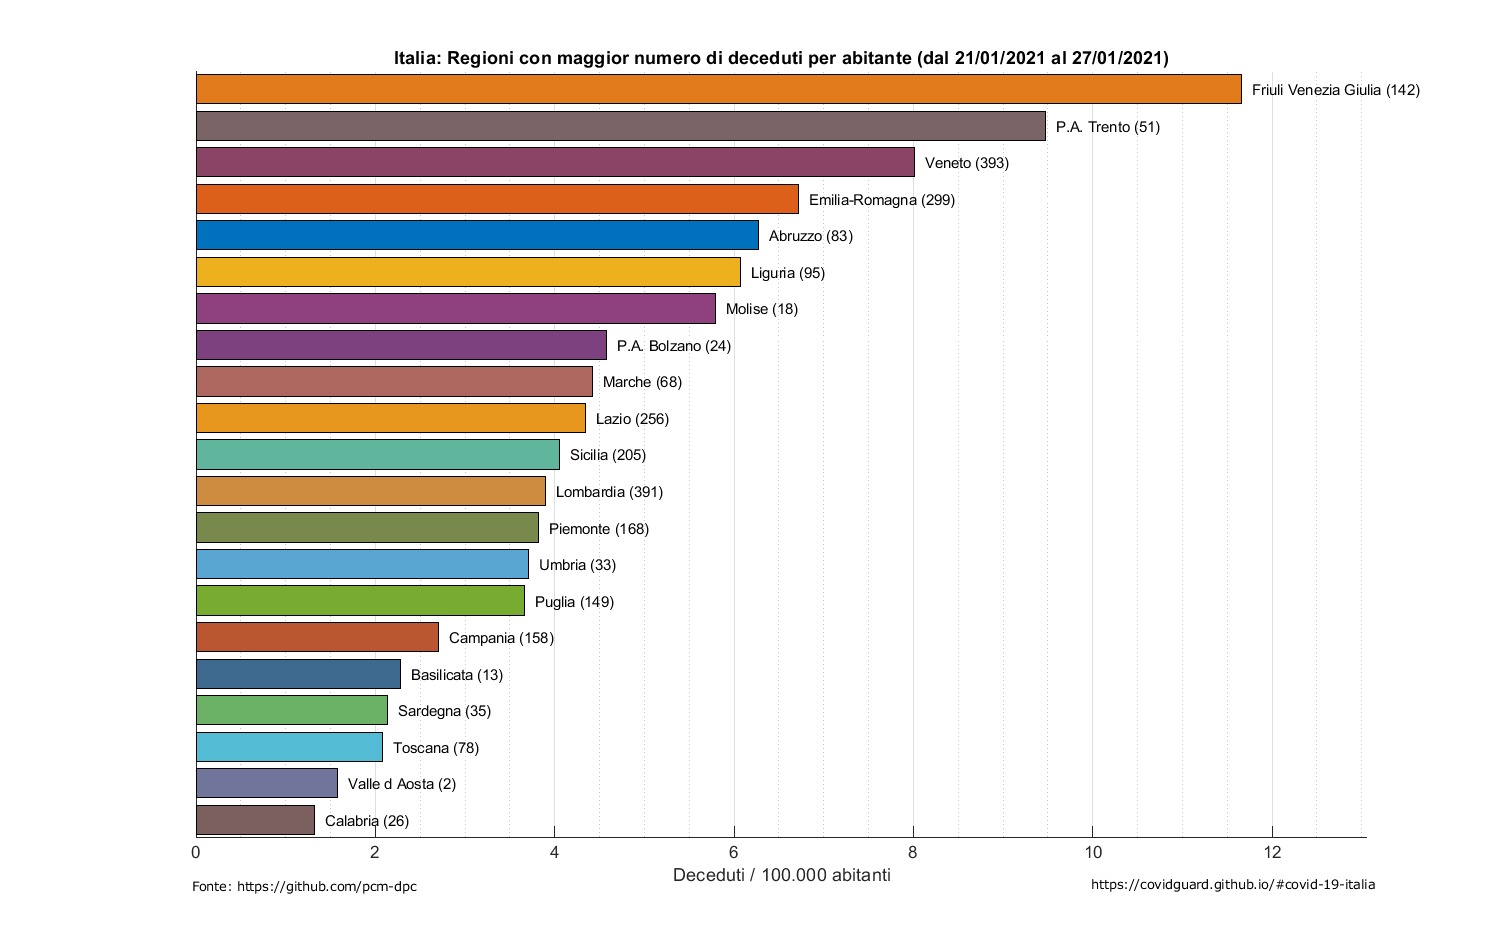 Italia: Regioni con maggior numero di deceduti per abitante (dal 21/01/2021 al 27/01/2021)
Friuli Venezia Giulia (142)
P.A. Trento (51)
Veneto (393)
Emilia-Romagna (299)
Abruzzo (83)
Liguria (95)
Molise (18)
P.A. Bolzano (24)
Marche (68)
Lazio (256)
Sicilia (205)
Lombardia (391)
Piemonte (168)
Umbria (33)
Puglia (149)
Campania (158)
Basilicata (13)
Sardegna (35)
Toscana (78)
Valle d Aosta (2)
Calabria (26)
0 2 4 6 8 10 12
Deceduti / 100.000 abitanti
Fonte: https://github.com/pcm-dpc
https://covidguard.github.io/#covid-19-italia